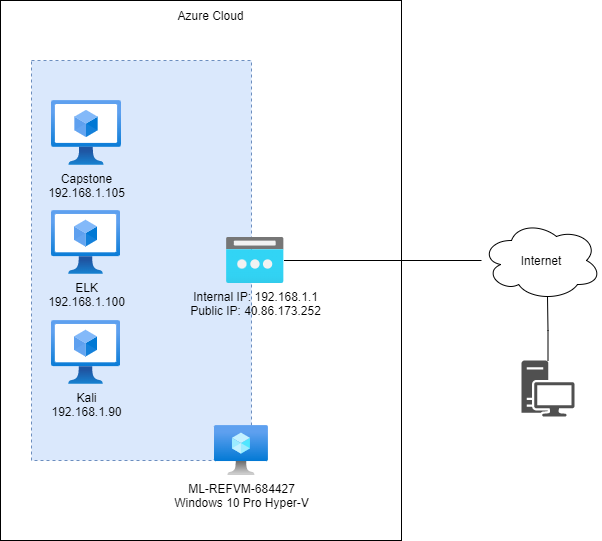 Azure Cloud
Capstone
192.168.1.105
ELK
192.168.1.100
Internal IP: 192.168.1.1
Public IP: 40.86.173.252
Internet
Kali
192.168.1.90
ML-REFVM-684427
Windows 10 Pro Hyper-V